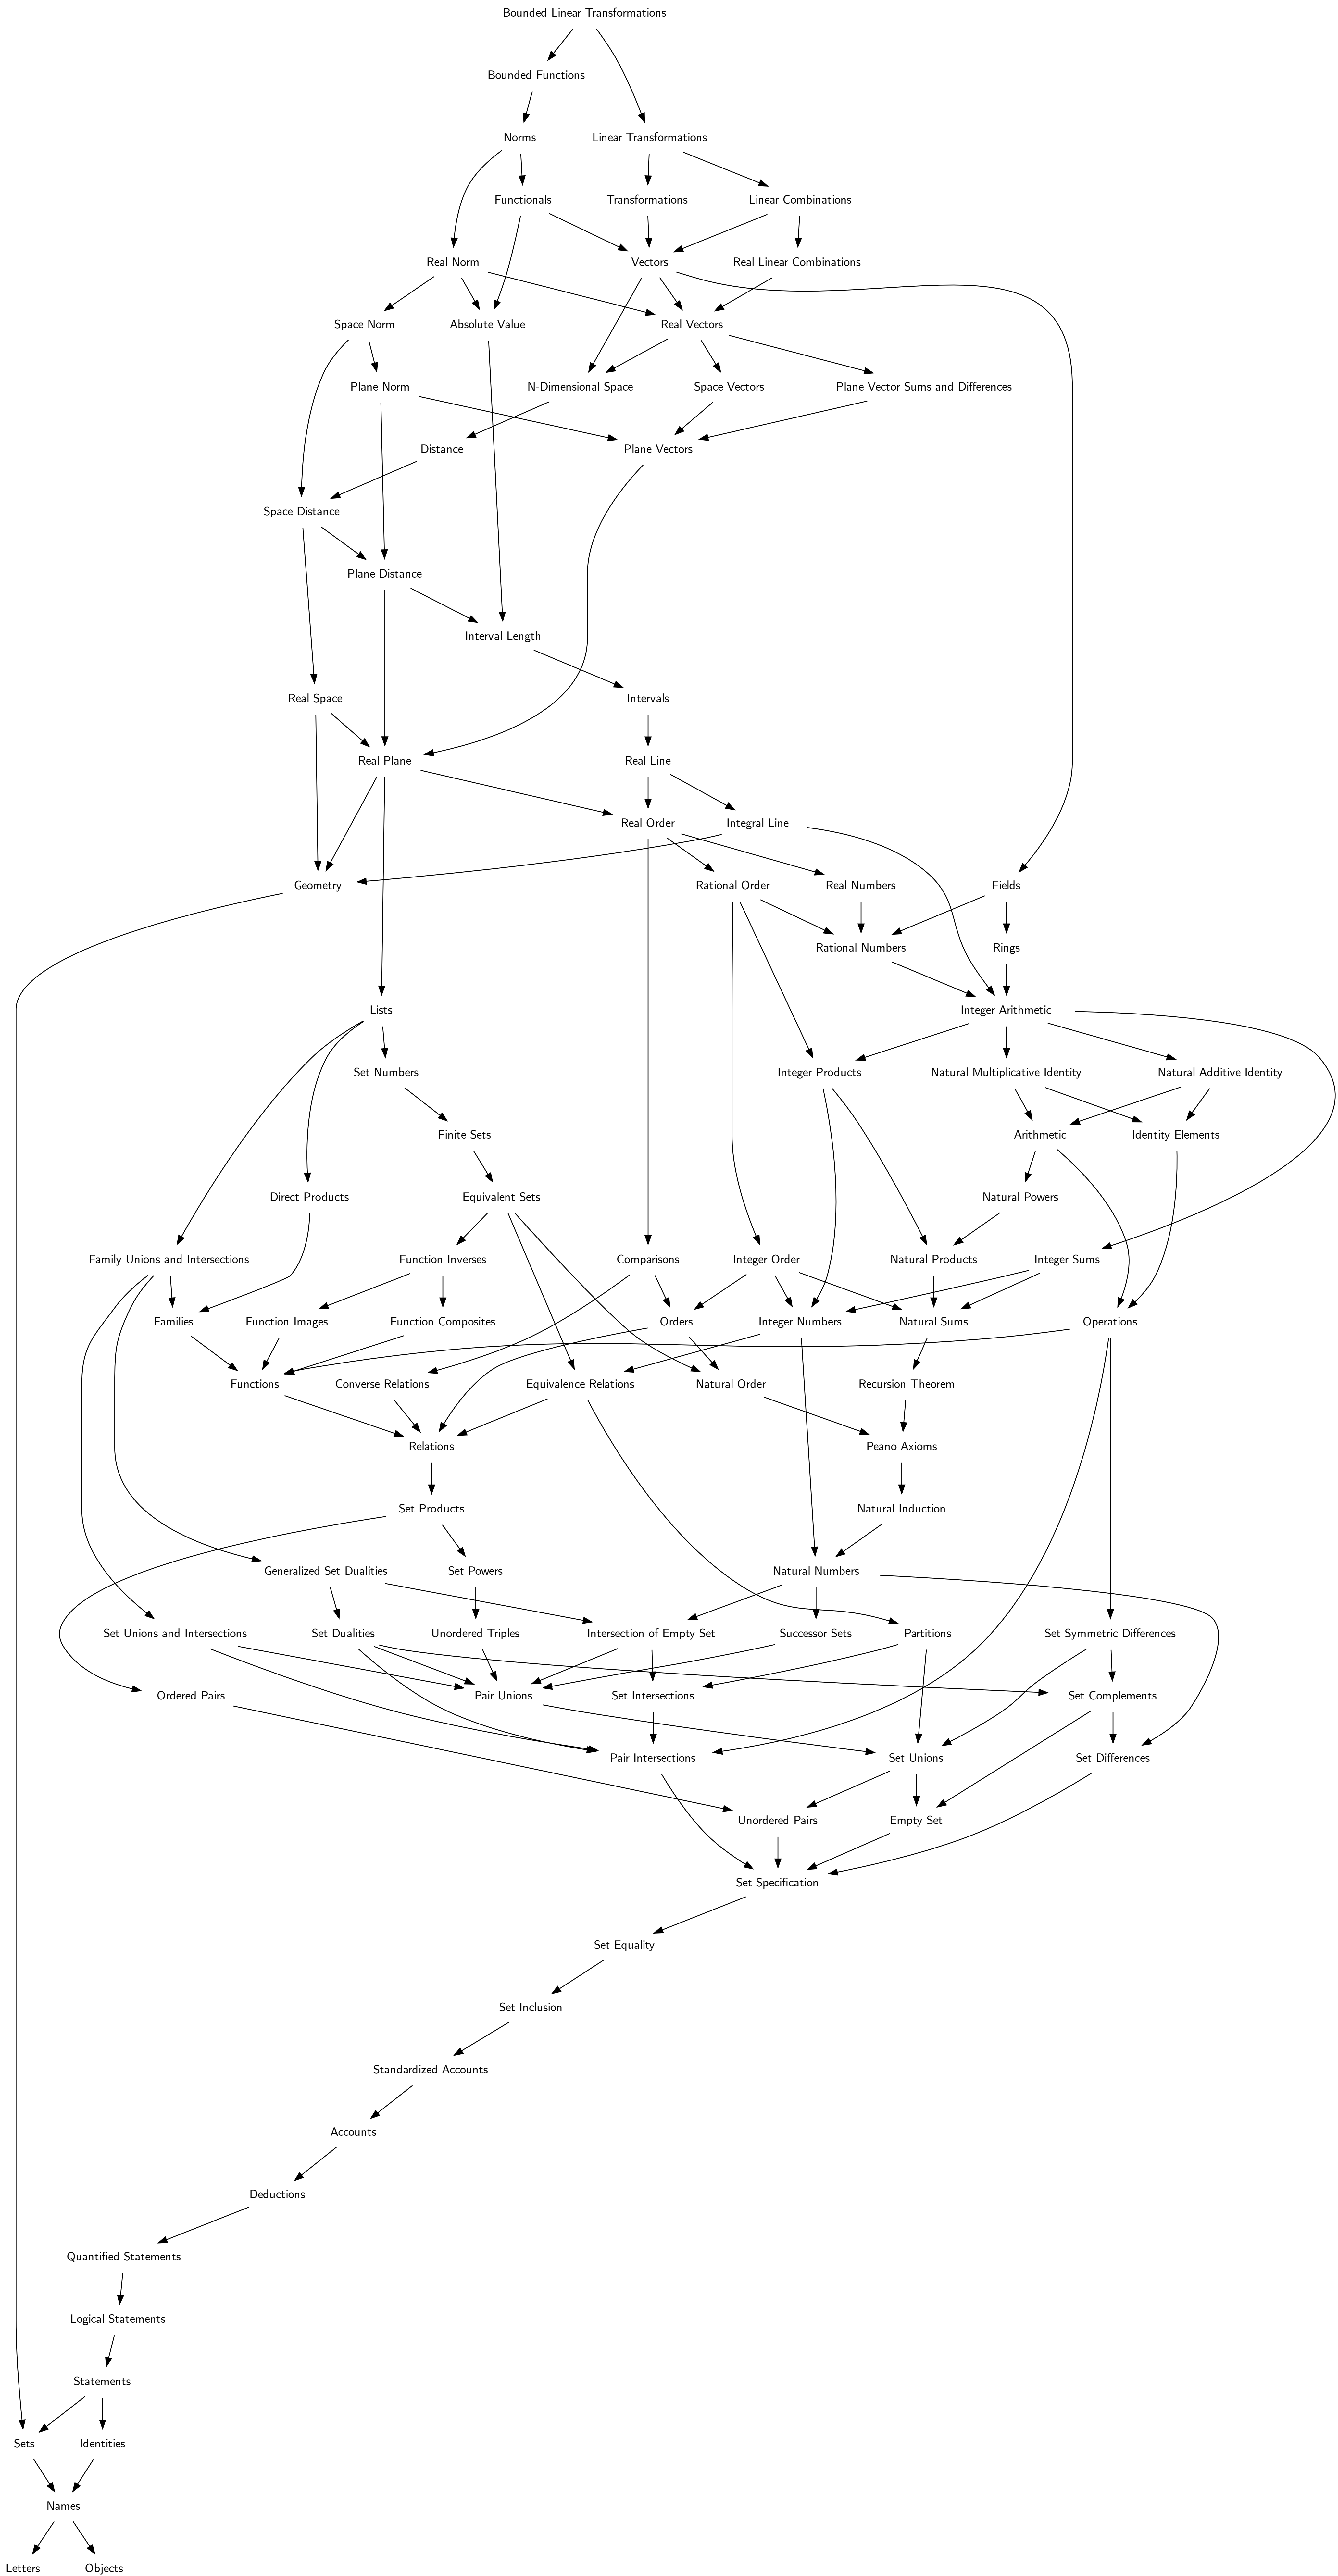 Bounded Linear Transformations
Bounded Functions
Norms
Linear Transformations
Functionals
Transformations
Linear Combinations
Real Norm
Vectors
Real Linear Combinations
Space Norm
Absolute Value
Real Vectors
Plane Norm
N-Dimensional Space
Space Vectors
Plane Vector Sums and Differences
Distance
Plane Vectors
Space Distance
Plane Distance
Interval Length
Real Space
Intervals
Real Plane
Real Line
Real Order
Integral Line
Geometry
Rational Order
Real Numbers
Fields
Rational Numbers
Rings
Lists
Integer Arithmetic
Set Numbers
Integer Products
Natural Multiplicative Identity
Natural Additive Identity
Finite Sets
Arithmetic
Identity Elements
Direct Products
Equivalent Sets
Natural Powers
Family Unions and Intersections
Function Inverses
Comparisons
Integer Order
Natural Products
Integer Sums
Families
Function Images
Function Composites
Orders
Integer Numbers
Natural Sums
Operations
Functions
Converse Relations
Equivalence Relations
Natural Order
Recursion Theorem
Relations
Peano Axioms
Set Products
Natural Induction
Generalized Set Dualities
Set Powers
Natural Numbers
Set Unions and Intersections
Set Dualities
Unordered Triples
Intersection of Empty Set
Successor Sets
Partitions
Set Symmetric Differences
Ordered Pairs
Pair Unions
Set Intersections
Set Complements
Pair Intersections
Set Unions
Set Differences
Unordered Pairs
Empty Set
Set Specification
Set Equality
Set Inclusion
Standardized Accounts
Accounts
Deductions
Quantified Statements
Logical Statements
Statements
Sets
Identities
Names
Letters
Objects